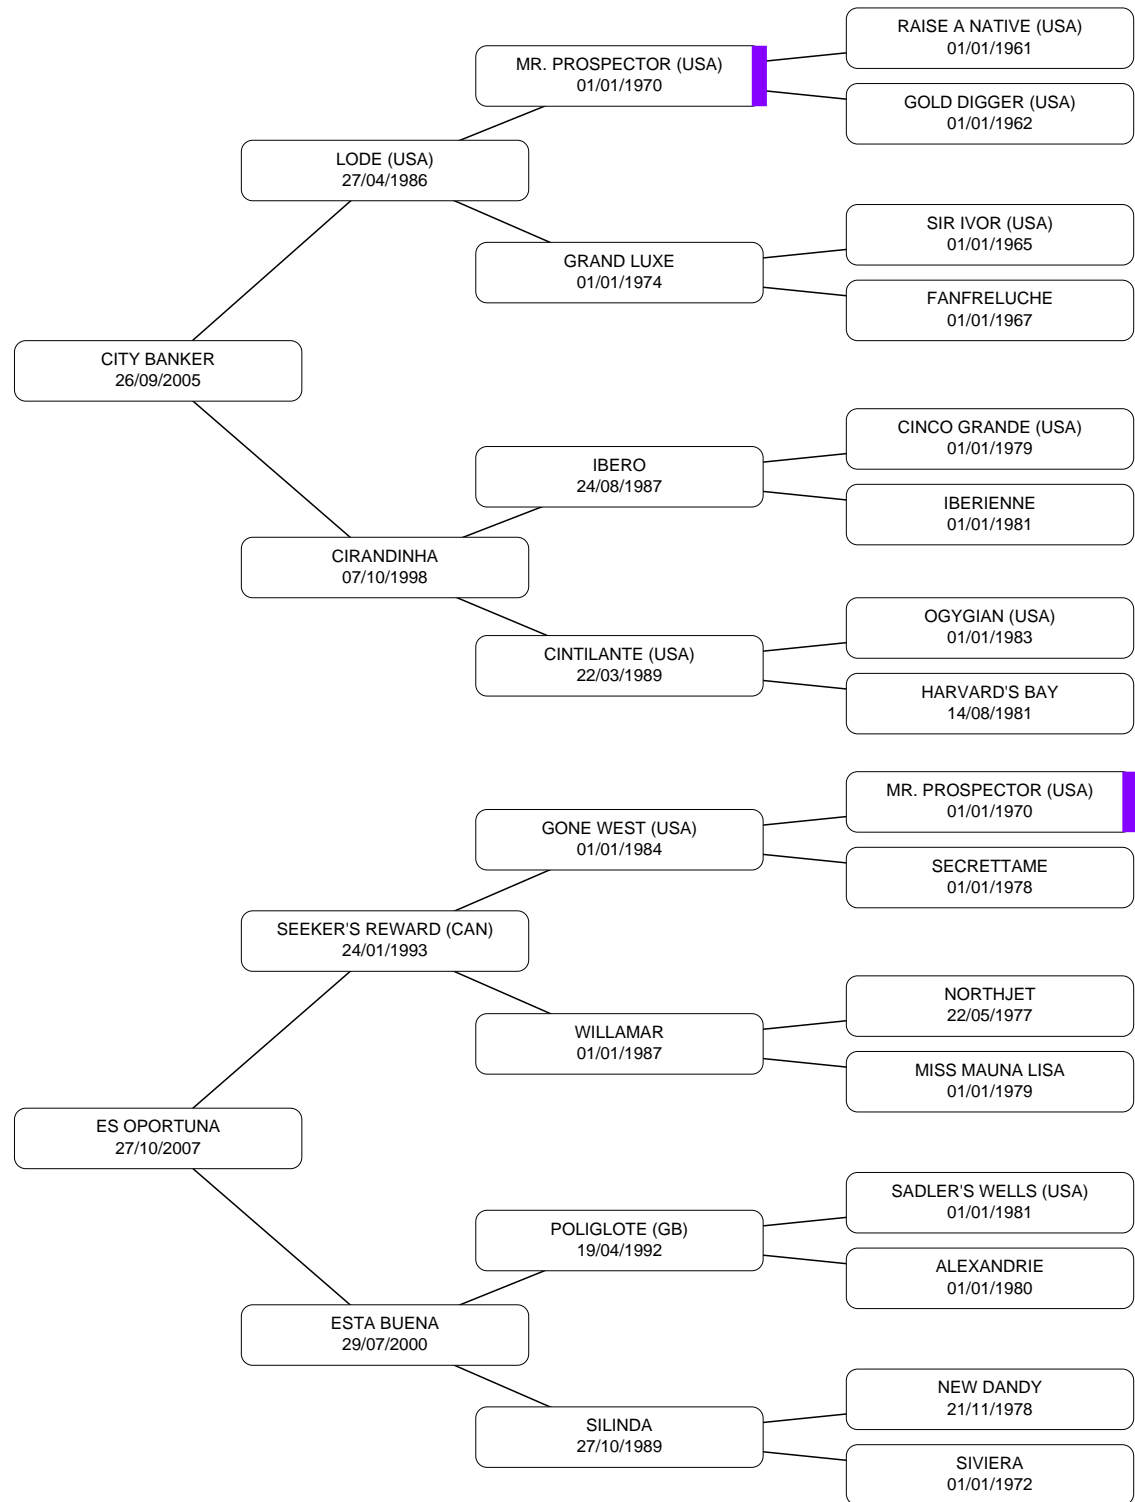 RAISE A NATIVE (USA)
01/01/1961
MR. PROSPECTOR (USA)
01/01/1970
GOLD DIGGER (USA)
01/01/1962
LODE (USA)
27/04/1986
SIR IVOR (USA)
01/01/1965
GRAND LUXE
01/01/1974
FANFRELUCHE
01/01/1967
CITY BANKER
26/09/2005
CINCO GRANDE (USA)
01/01/1979
IBERO
24/08/1987
IBERIENNE
01/01/1981
CIRANDINHA
07/10/1998
OGYGIAN (USA)
01/01/1983
CINTILANTE (USA)
22/03/1989
HARVARD'S BAY
14/08/1981
MR. PROSPECTOR (USA)
01/01/1970
GONE WEST (USA)
01/01/1984
SECRETTAME
01/01/1978
SEEKER'S REWARD (CAN)
24/01/1993
NORTHJET
22/05/1977
WILLAMAR
01/01/1987
MISS MAUNA LISA
01/01/1979
ES OPORTUNA
27/10/2007
SADLER'S WELLS (USA)
01/01/1981
POLIGLOTE (GB)
19/04/1992
ALEXANDRIE
01/01/1980
ESTA BUENA
29/07/2000
NEW DANDY
21/11/1978
SILINDA
27/10/1989
SIVIERA
01/01/1972